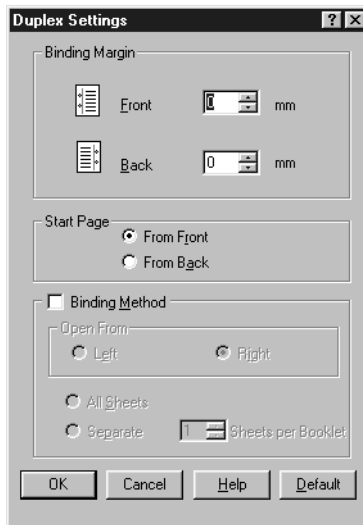 Duplex Settings ? X
Binding Margin
Front 0 mm
Back 0 mm
Start Page
From Front
From Back
Binding Method
Open From
Left Right
All Sheets
Separate 1 Sheets per Booklet
OK Cancel Help Default